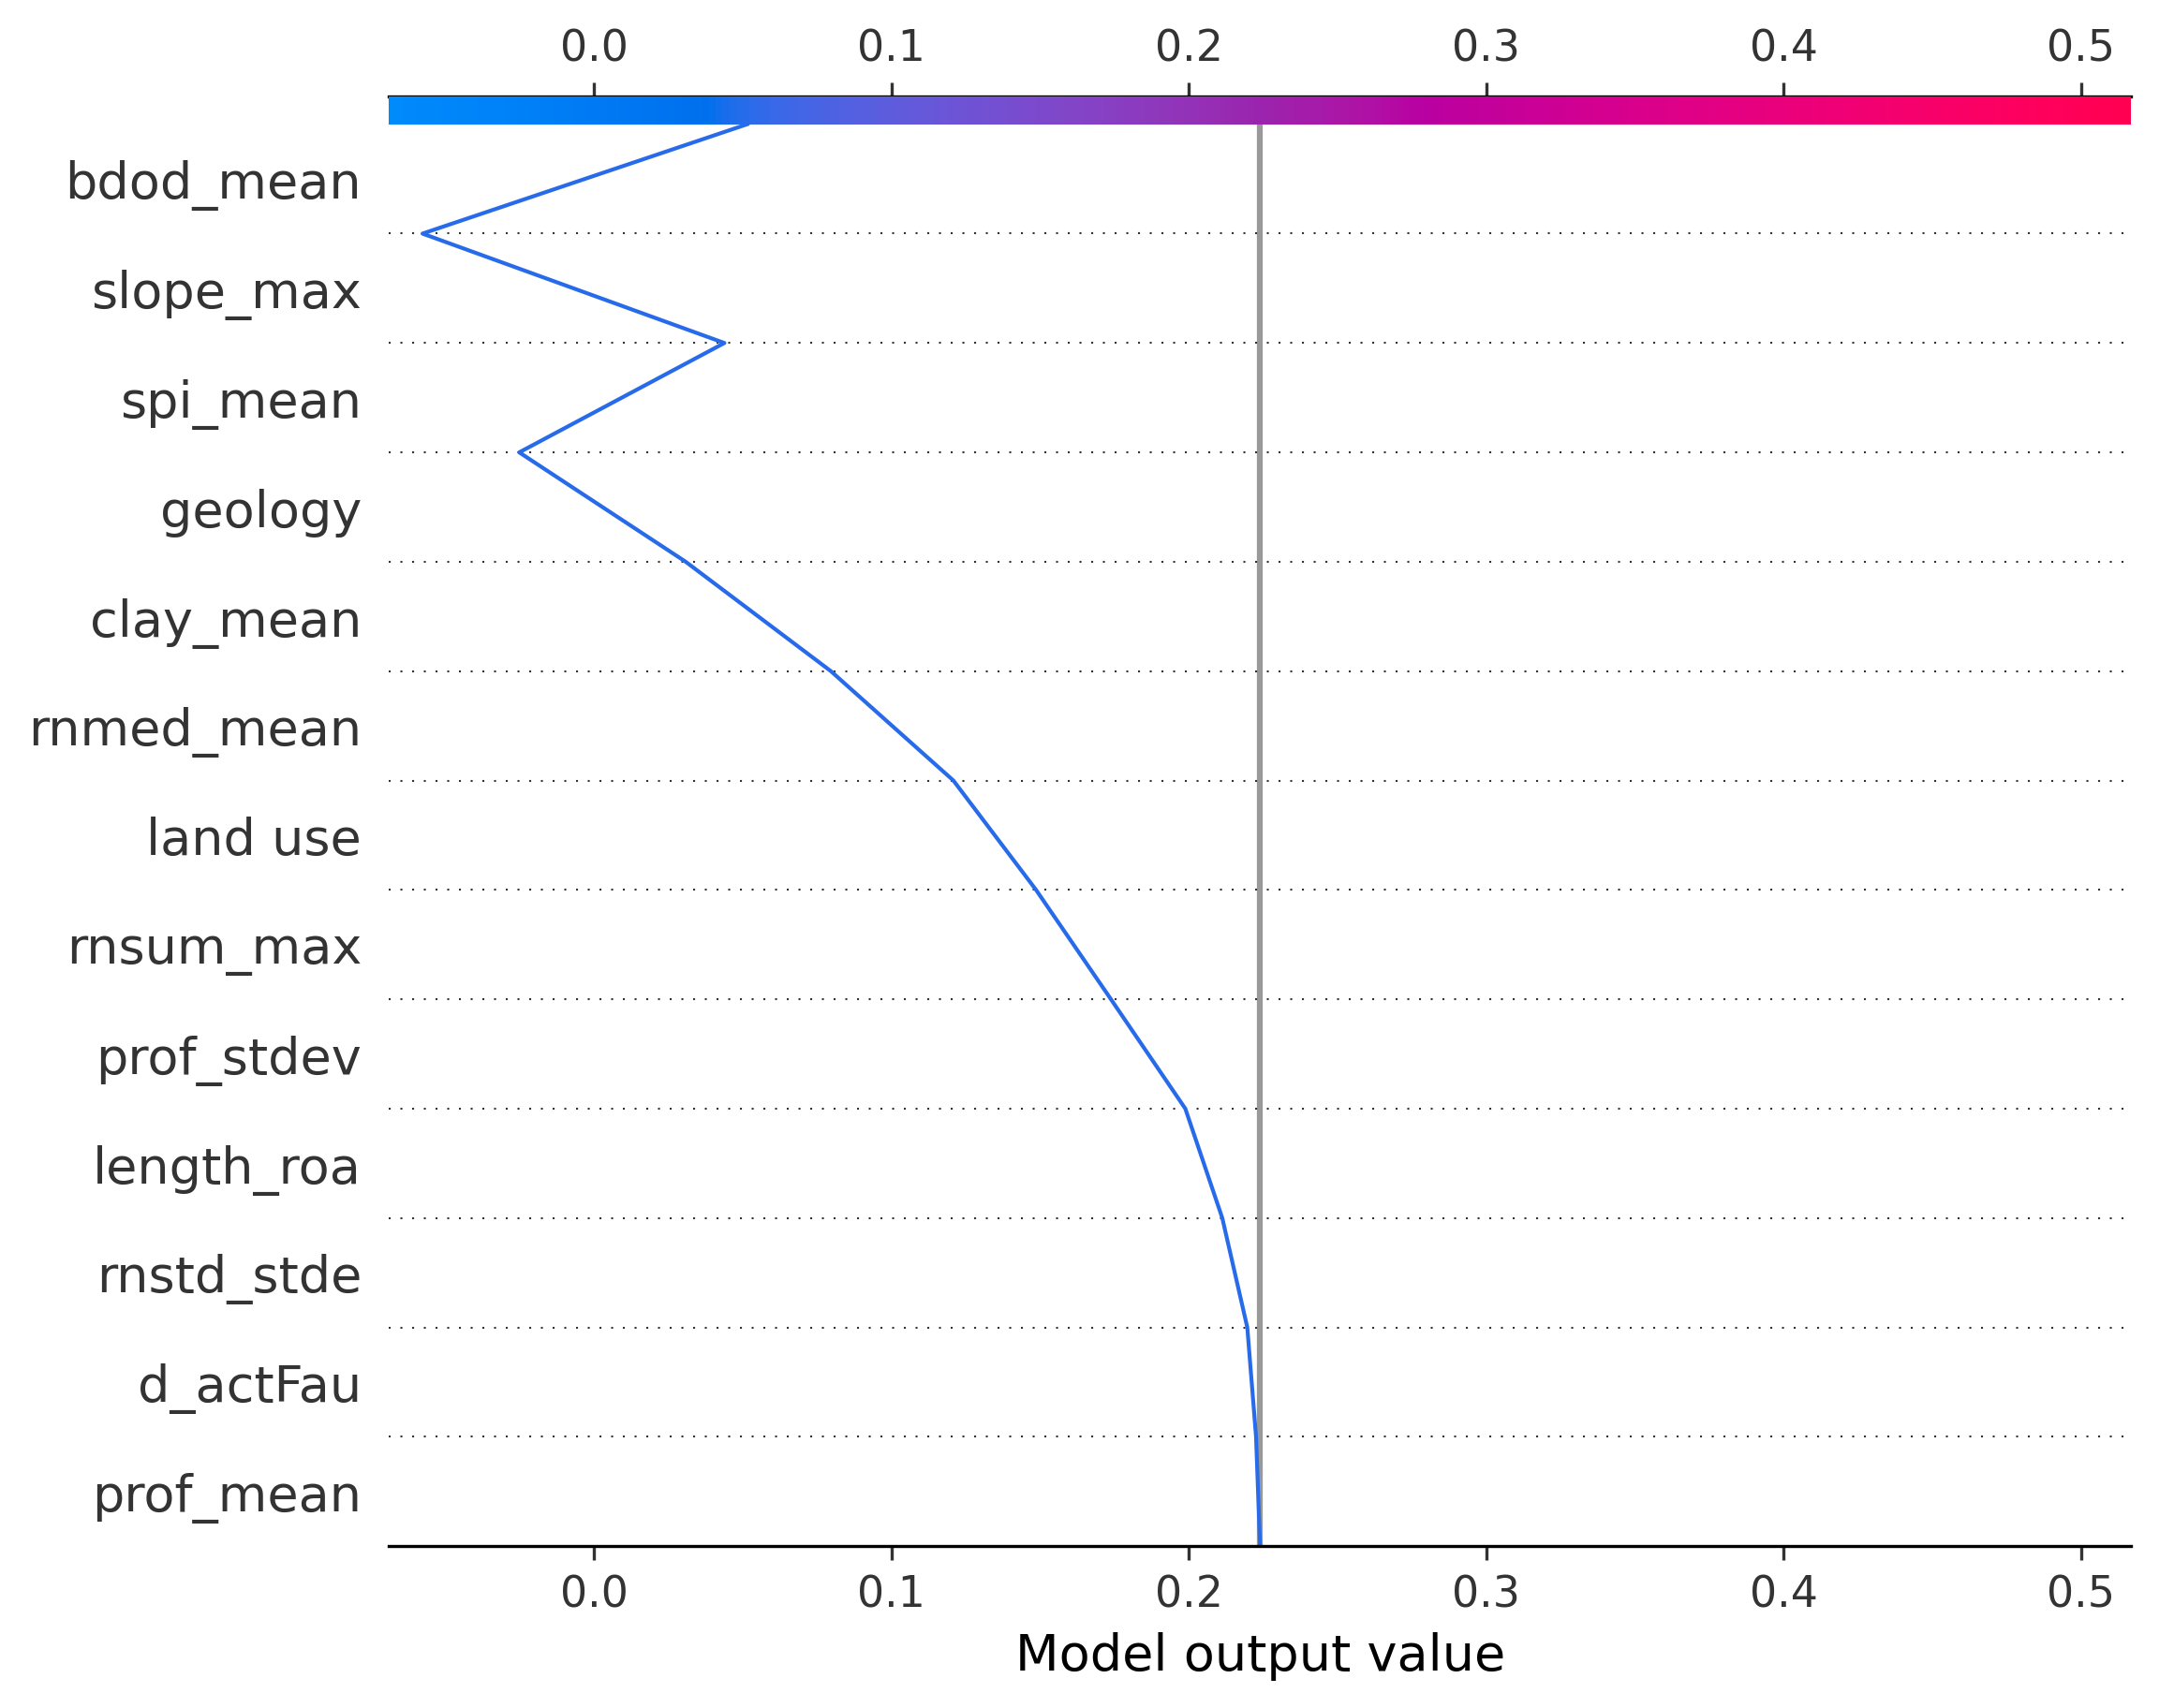 0.0 0.1 0.2 0.3 0.4 0.5
bdod_mean
slope_max
spi_mean
geology
clay_mean
rnmed_mean
land use
rnsum_max
prof_stdev
length_roa
rnstd_stde
d_actFau
prof_mean
0.0 0.1 0.2 0.3 0.4 0.5
Model output value